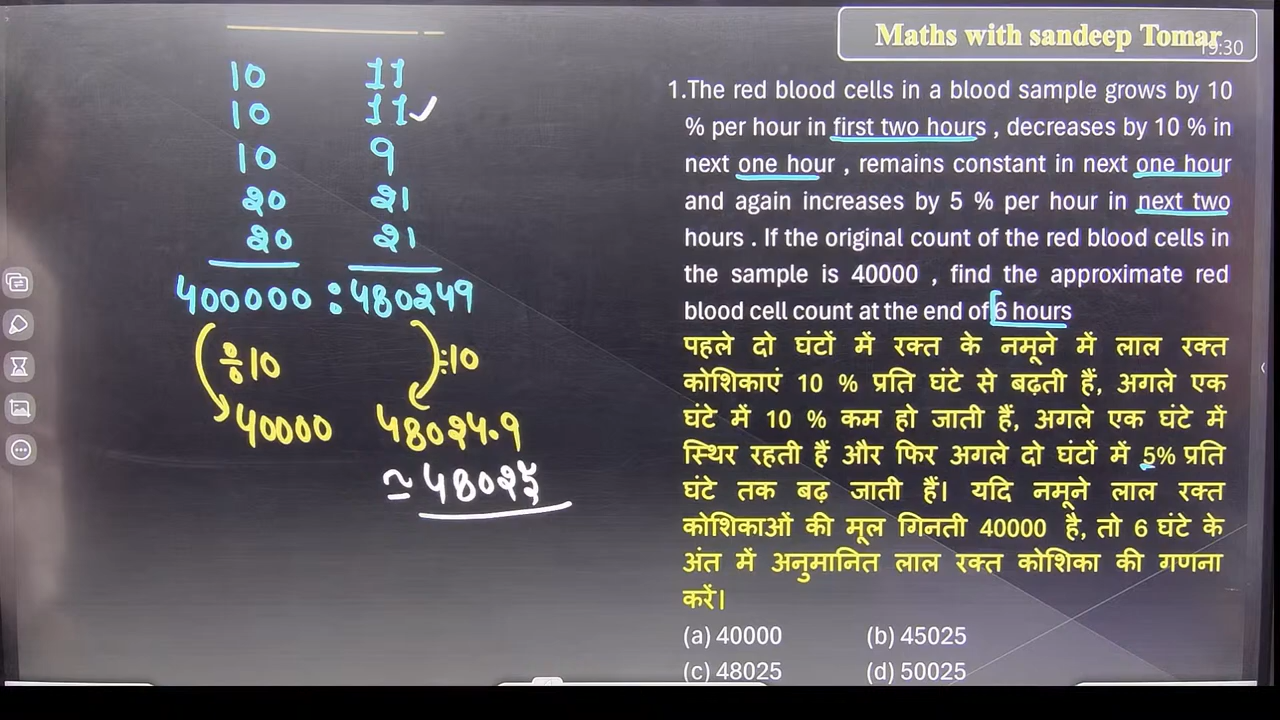 Maths with sandeep Tomar
19:30
10 11
10 11 ✓
10 9
20 21
20 21
400000 : 480249
÷10 ÷10
40000 48024.9
≃ 48025
1.The red blood cells in a blood sample grows by 10
% per hour in first two hours , decreases by 10 % in
next one hour , remains constant in next one hour
and again increases by 5 % per hour in next two
hours . If the original count of the red blood cells in
the sample is 40000 , find the approximate red
blood cell count at the end of [6 hours
पहले दो घंटों में रक्त के नमूने में लाल रक्त
कोशिकाएं 10 % प्रति घंटे से बढ़ती हैं, अगले एक
घंटे में 10 % कम हो जाती हैं, अगले एक घंटे में
स्थिर रहती हैं और फिर अगले दो घंटों में 5% प्रति
घंटे तक बढ़ जाती हैं। यदि नमूने लाल रक्त
कोशिकाओं की मूल गिनती 40000 है, तो 6 घंटे के
अंत में अनुमानित लाल रक्त कोशिका की गणना
करें।
(a) 40000 (b) 45025
(c) 48025 (d) 50025